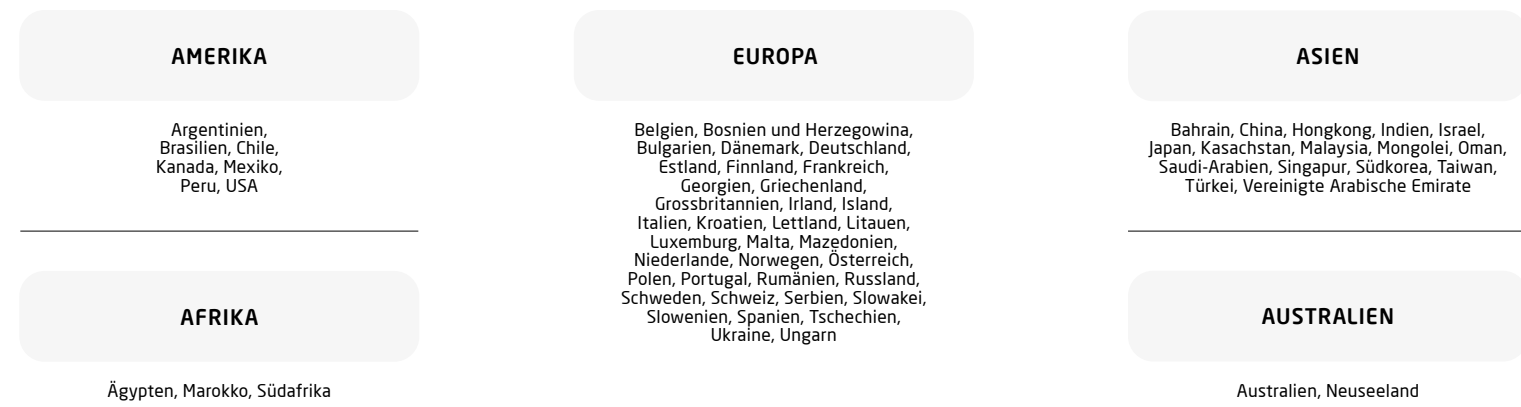 AMERIKA
Argentinien,
Brasilien, Chile,
Kanada, Mexiko,
Peru, USA
AFRIKA
Ägypten, Marokko, Südafrika
EUROPA
Belgien, Bosnien und Herzegowina,
Bulgarien, Dänemark, Deutschland,
Estland, Finnland, Frankreich,
Georgien, Griechenland,
Grossbritannien, Irland, Island,
Italien, Kroatien, Lettland, Litauen,
Luxemburg, Malta, Mazedonien,
Niederlande, Norwegen, Österreich,
Polen, Portugal, Rumänien, Russland,
Schweden, Schweiz, Serbien, Slowakei,
Slowenien, Spanien, Tschechien,
Ukraine, Ungarn
ASIEN
Bahrain, China, Hongkong, Indien, Israel,
Japan, Kasachstan, Malaysia, Mongolei, Oman,
Saudi-Arabien, Singapur, Südkorea, Taiwan,
Türkei, Vereinigte Arabische Emirate
AUSTRALIEN
Australien, Neuseeland